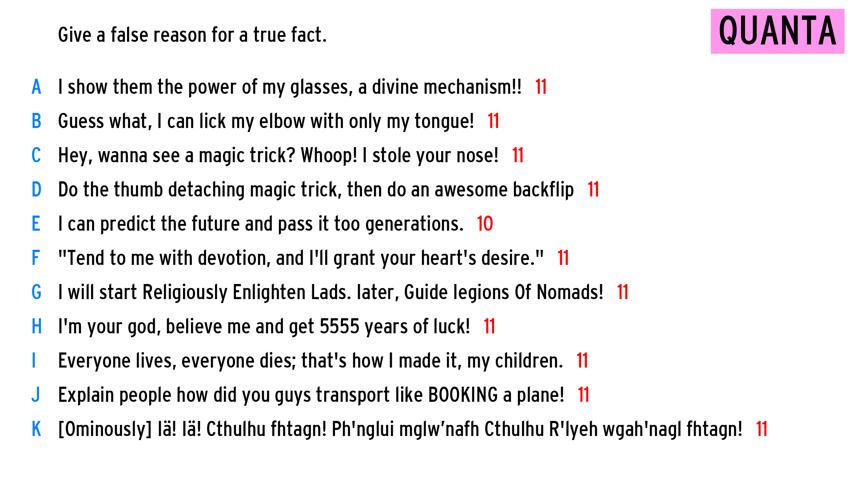 Give a false reason for a true fact.
QUANTA
A I show them the power of my glasses, a divine mechanism!! 11
B Guess what, I can lick my elbow with only my tongue! 11
C Hey, wanna see a magic trick? Whoop! I stole your nose! 11
D Do the thumb detaching magic trick, then do an awesome backflip 11
E I can predict the future and pass it too generations. 10
F "Tend to me with devotion, and I'll grant your heart's desire." 11
G I will start Religiously Enlighten Lads. later, Guide legions Of Nomads! 11
H I'm your god, believe me and get 5555 years of luck! 11
I Everyone lives, everyone dies; that's how I made it, my children. 11
J Explain people how did you guys transport like BOOKING a plane! 11
K [Ominously] Iä! Iä! Cthulhu fhtagn! Ph'nglui mglw’nafh Cthulhu R'lyeh wgah'nagl fhtagn! 11